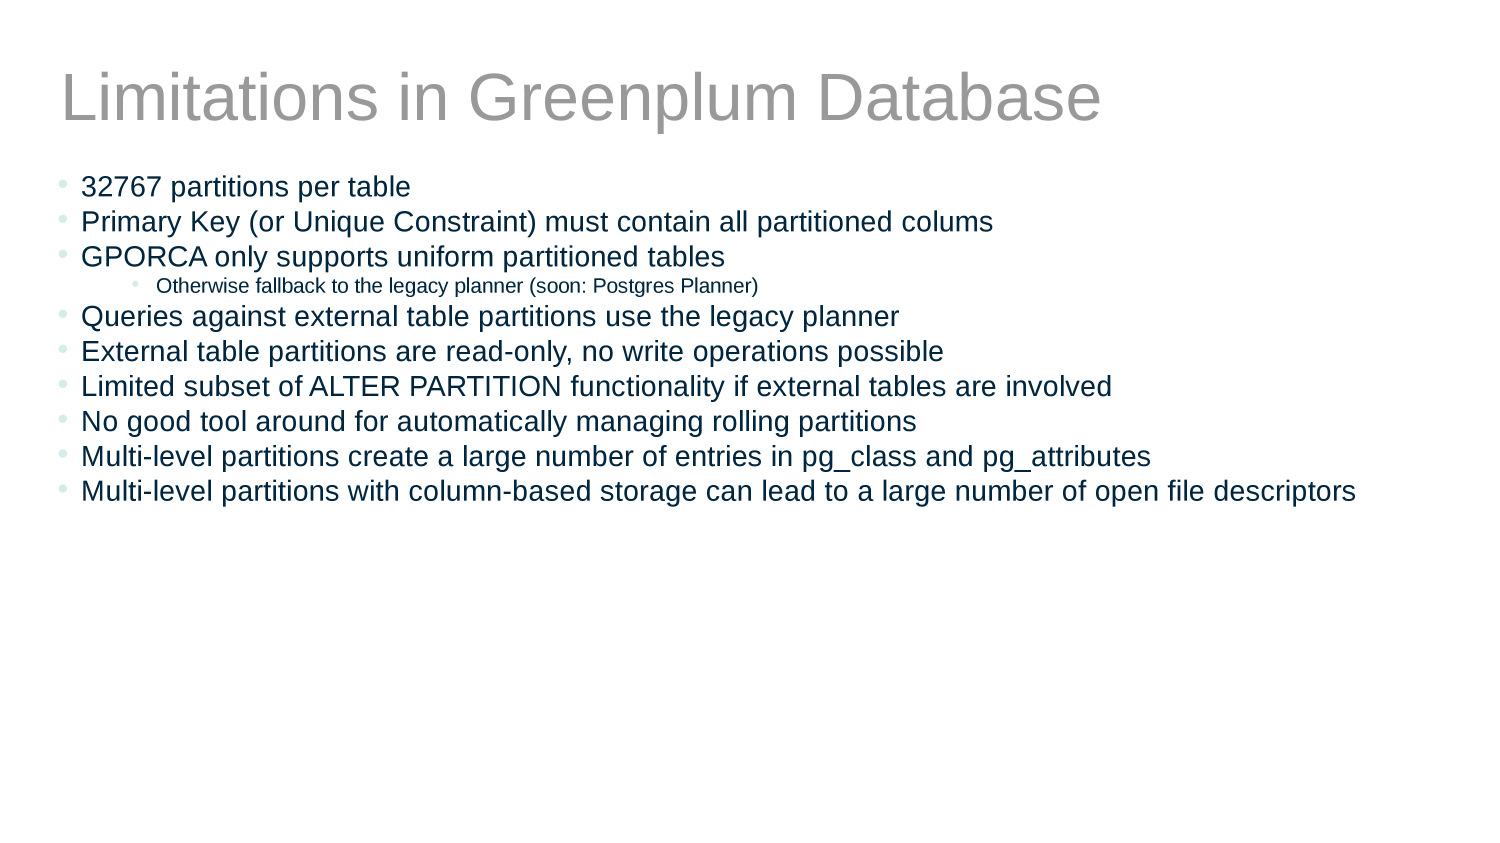 Limitations in Greenplum Database
• 32767 partitions per table
• Primary Key (or Unique Constraint) must contain all partitioned colums
• GPORCA only supports uniform partitioned tables
• Otherwise fallback to the legacy planner (soon: Postgres Planner)
• Queries against external table partitions use the legacy planner
• External table partitions are read-only, no write operations possible
• Limited subset of ALTER PARTITION functionality if external tables are involved
• No good tool around for automatically managing rolling partitions
• Multi-level partitions create a large number of entries in pg_class and pg_attributes
• Multi-level partitions with column-based storage can lead to a large number of open file descriptors